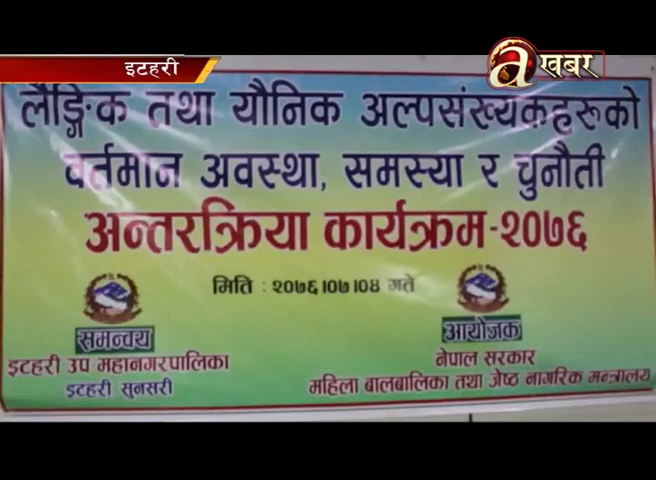 इटहरी
a खबर
लैङ्गिक तथा यौनिक अल्पसंख्यकहरूको
वर्तमान अवस्था, समस्या र चुनौती
अन्तरक्रिया कार्यक्रम-२०७६
मिति : २०७६।०७।०४ गते
समन्वय
इटहरी उप महानगरपालिका
इटहरी सुनसरी
आयोजक
नेपाल सरकार
महिला बालबालिका तथा जेष्ठ नागरिक मन्त्रालय